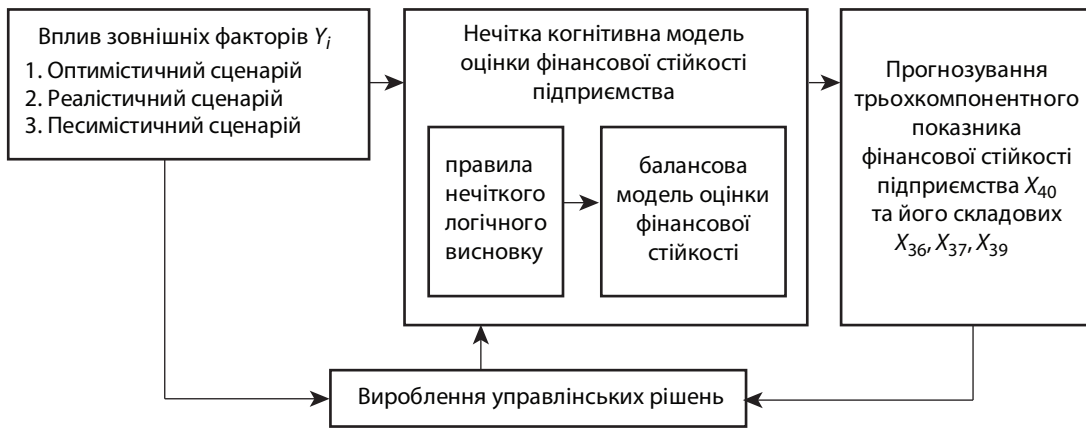 Вплив зовнішніх факторів Yi
1. Оптимістичний сценарій
2. Реалістичний сценарій
3. Песимістичний сценарій
Нечітка когнітивна модель
оцінки фінансової стійкості
підприємства
правила
нечіткого
логічного
висновку
балансова
модель оцінки
фінансової
стійкості
Прогнозування
трьохкомпонентного
показника
фінансової стійкості
підприємства X40
та його складових
X36, X37, X39
Вироблення управлінських рішень